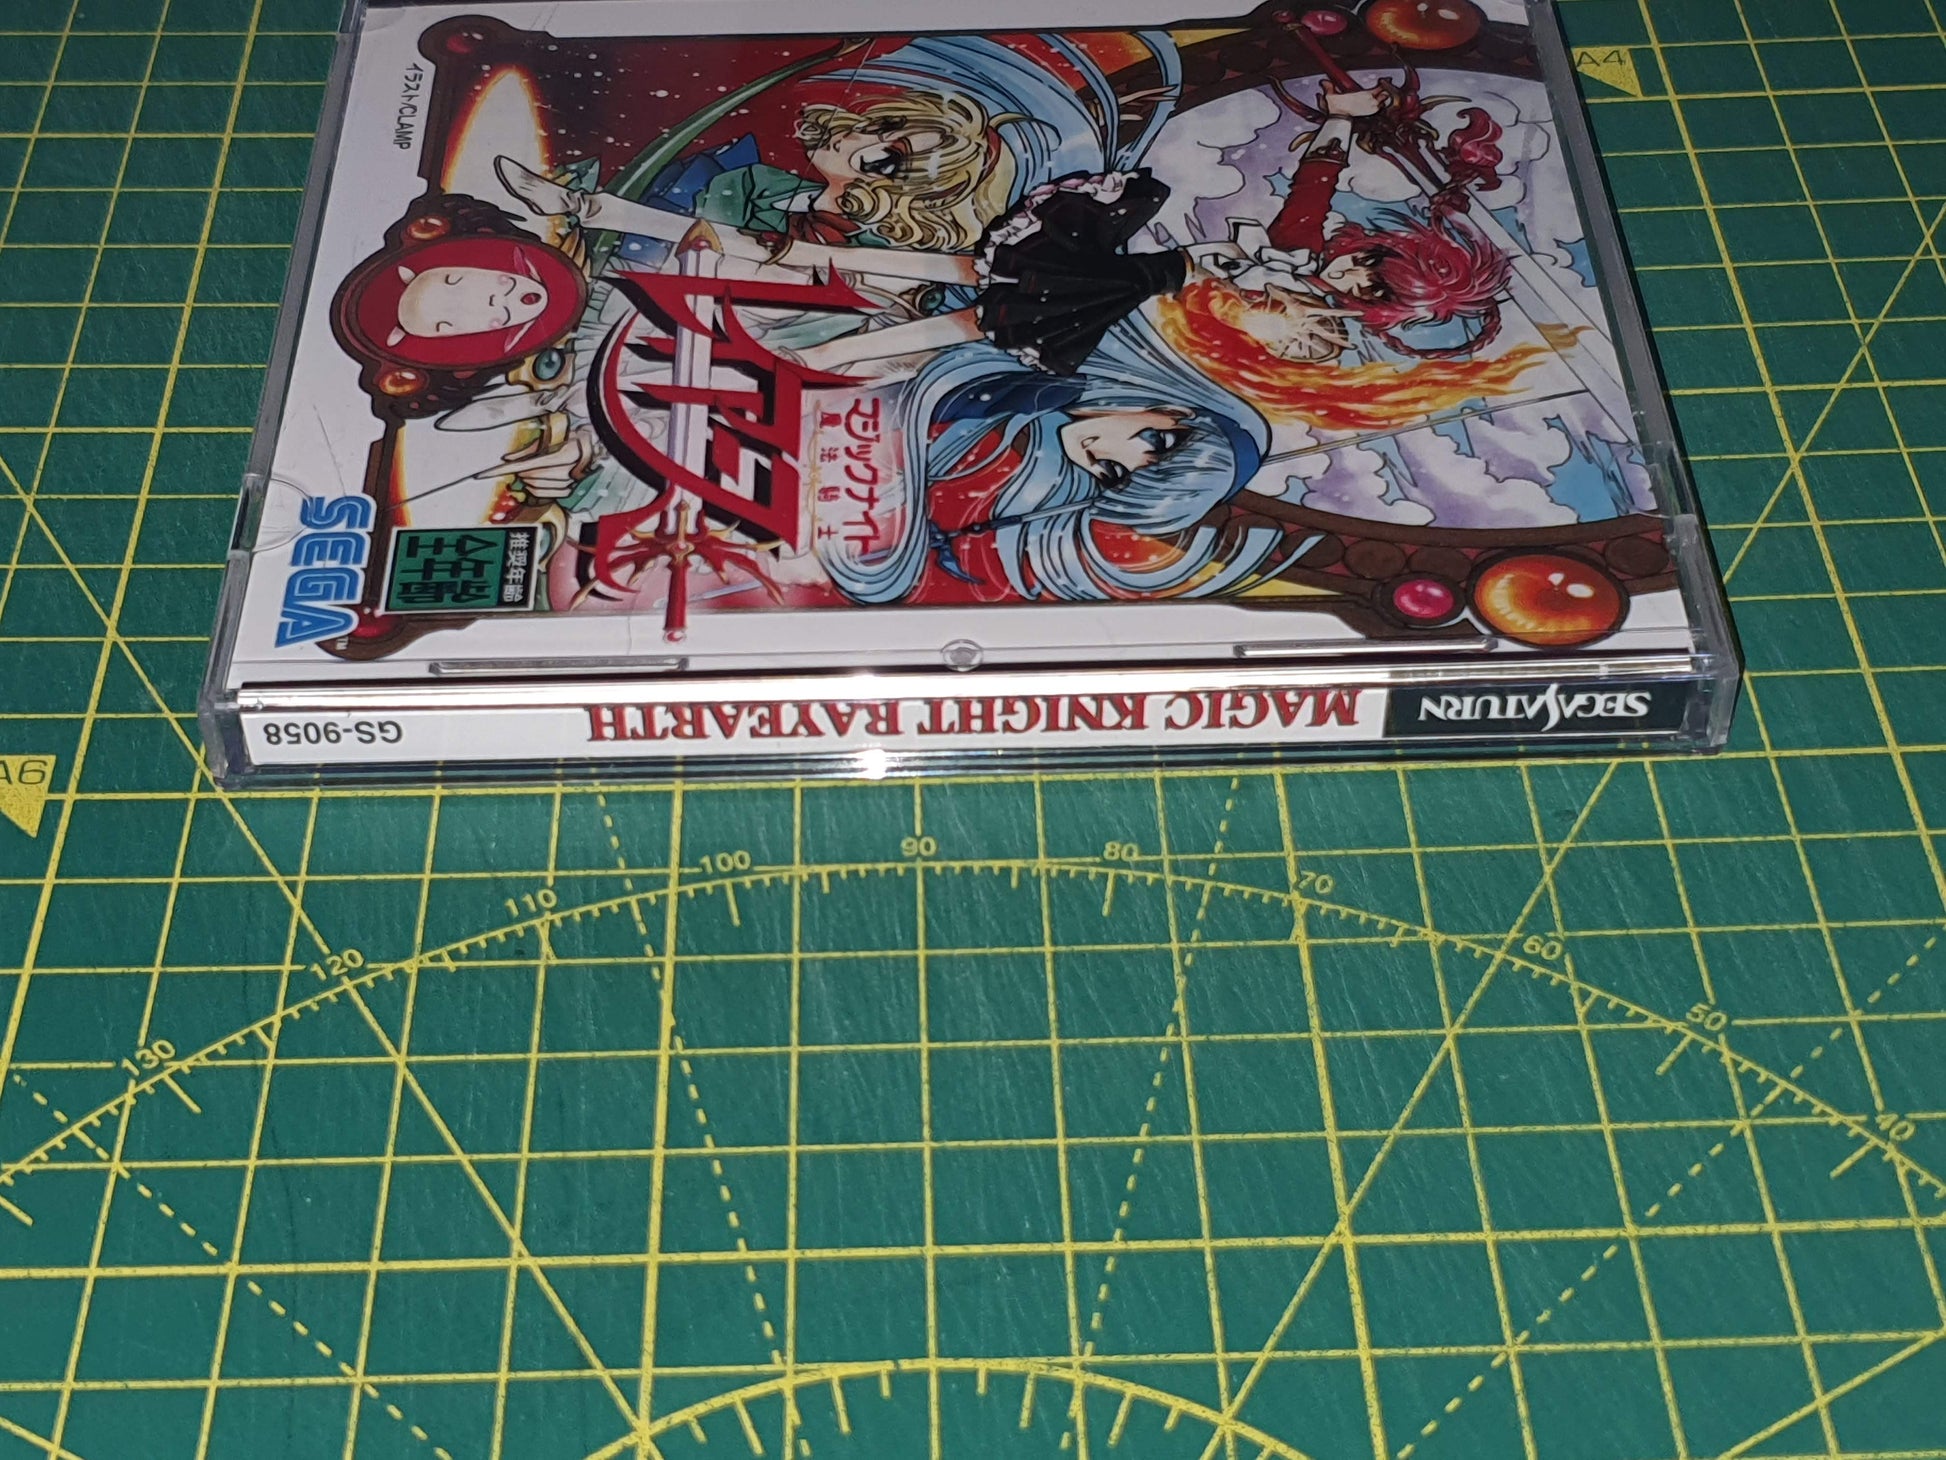 イラスト/CLAMP
マジックナイト
魔法騎士
レイアース
SEGA™
推奨年齢
全年齢
GS-9058
MAGIC KNIGHT RAYEARTH
SEGA SATURN
A4
A6
130
120
110
100
90
80
70
60
50
40